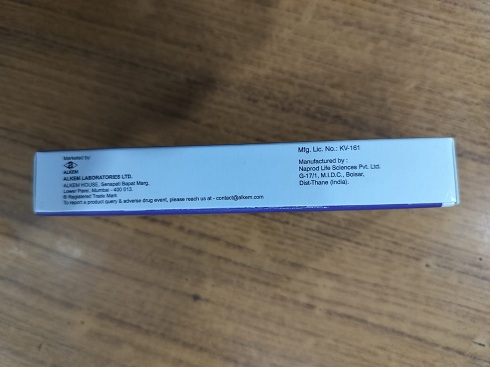 Marketed by:
ALKEM
ALKEM LABORATORIES LTD.
ALKEM HOUSE, Senapati Bapat Marg,
Lower Parel, Mumbai - 400 013.
® Registered Trade Mark
To report a product query & adverse drug event, please reach us at - contact@alkem.com
Mfg. Lic. No.: KV-161
Manufactured by :
Naprod Life Sciences Pvt. Ltd.
G-17/1, M.I.D.C., Boisar,
Dist-Thane (India).